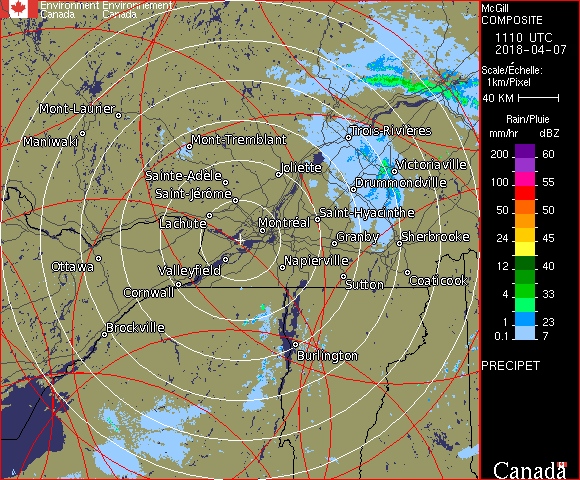 Environment Environnement
Canada Canada
McGill
COMPOSITE
1110 UTC
2018-04-07
Scale/Échelle:
1km/Pixel
40 KM
Rain/Pluie
mm/hr dBZ
200 60
100 55
50 50
24 45
12 40
4 33
1 23
0.1 7
PRECIPET
Mont-Laurier
Maniwaki
Mont-Tremblant
Trois-Rivières
Sainte-Adèle
Joliette
Victoriaville
Saint-Jérôme
Drummondville
Lachute
Montréal
Saint-Hyacinthe
Granby
Sherbrooke
Ottawa
Valleyfield
Napierville
Cornwall
Sutton
Coaticook
Brockville
Burlington
Canada